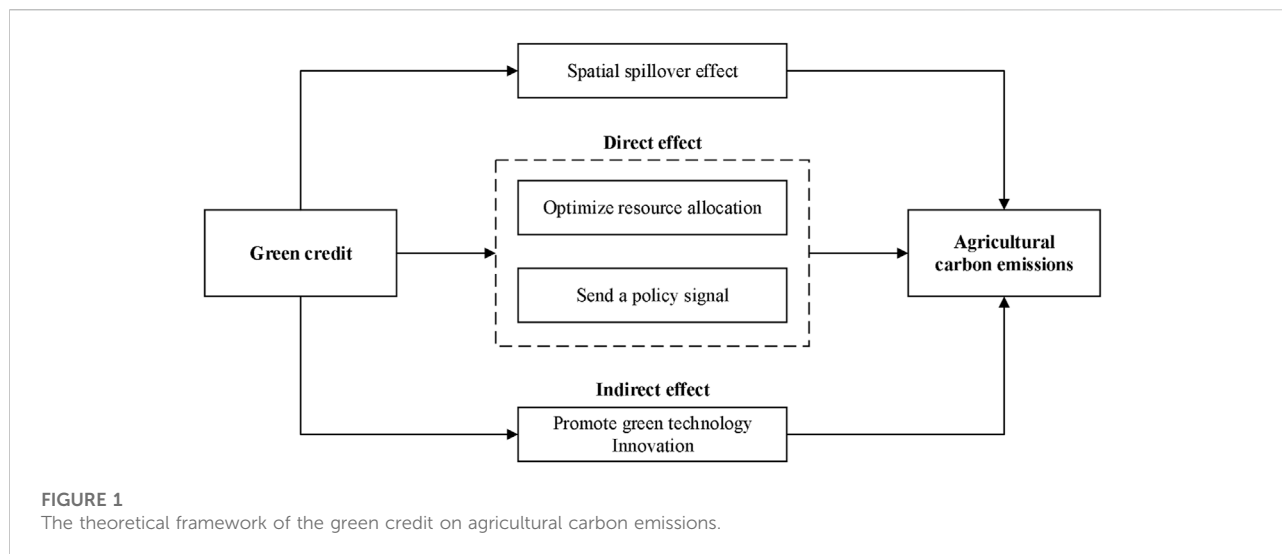 Spatial spillover effect
Direct effect
Optimize resource allocation
Green credit
Agricultural
carbon emissions
Send a policy signal
Indirect effect
Promote green technology
Innovation
FIGURE 1
The theoretical framework of the green credit on agricultural carbon emissions.